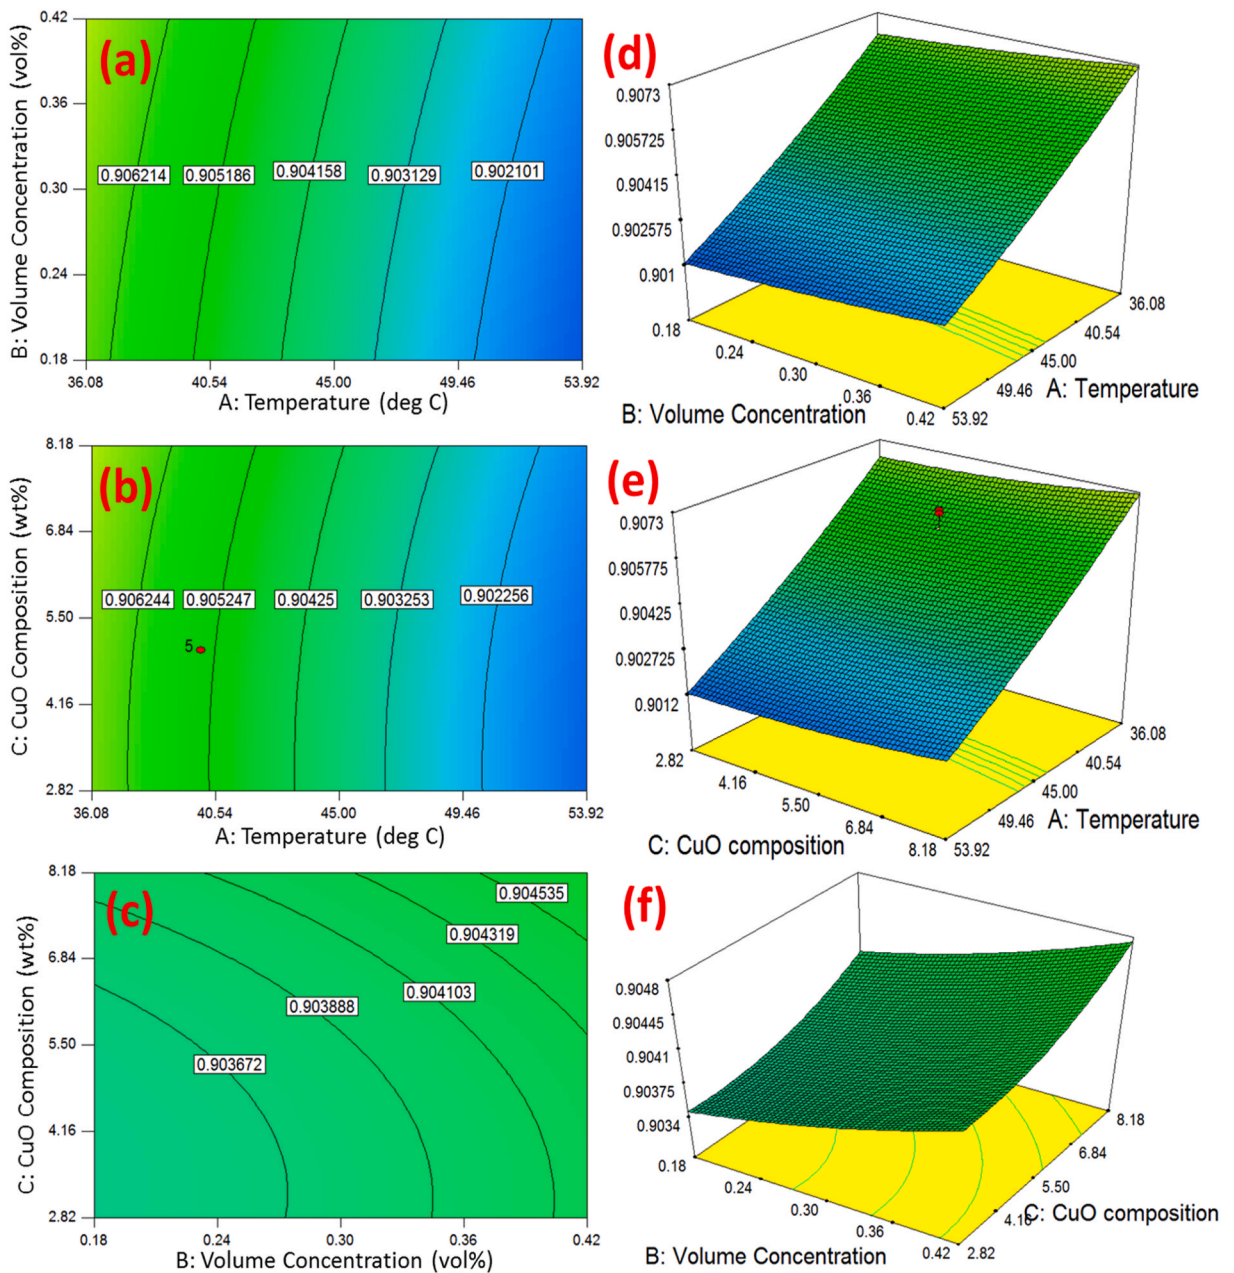 (a)
B: Volume Concentration (vol%)
0.42
0.36
0.30
0.24
0.18
0.906214 0.905186 0.904158 0.903129 0.902101
36.08 40.54 45.00 49.46 53.92
A: Temperature (deg C)
(d)
0.9073
0.905725
0.90415
0.902575
0.901
0.18 0.24 0.30 0.36 0.42
B: Volume Concentration
53.92 49.46 45.00 40.54 36.08
A: Temperature
(b)
C: CuO Composition (wt%)
8.18
6.84
5.50
4.16
2.82
0.906244 0.905247 0.90425 0.903253 0.902256
5
36.08 40.54 45.00 49.46 53.92
A: Temperature (deg C)
(e)
0.9073
0.905775
0.90425
0.902725
0.9012
2.82 4.16 5.50 6.84 8.18
C: CuO composition
53.92 49.46 45.00 40.54 36.08
A: Temperature
(c)
C: CuO Composition (wt%)
8.18
6.84
5.50
4.16
2.82
0.904535
0.904319
0.904103
0.903888
0.903672
0.18 0.24 0.30 0.36 0.42
B: Volume Concentration (vol%)
(f)
0.9048
0.90445
0.9041
0.90375
0.9034
0.18 0.24 0.30 0.36 0.42
B: Volume Concentration
2.82 4.16 5.50 6.84 8.18
C: CuO composition